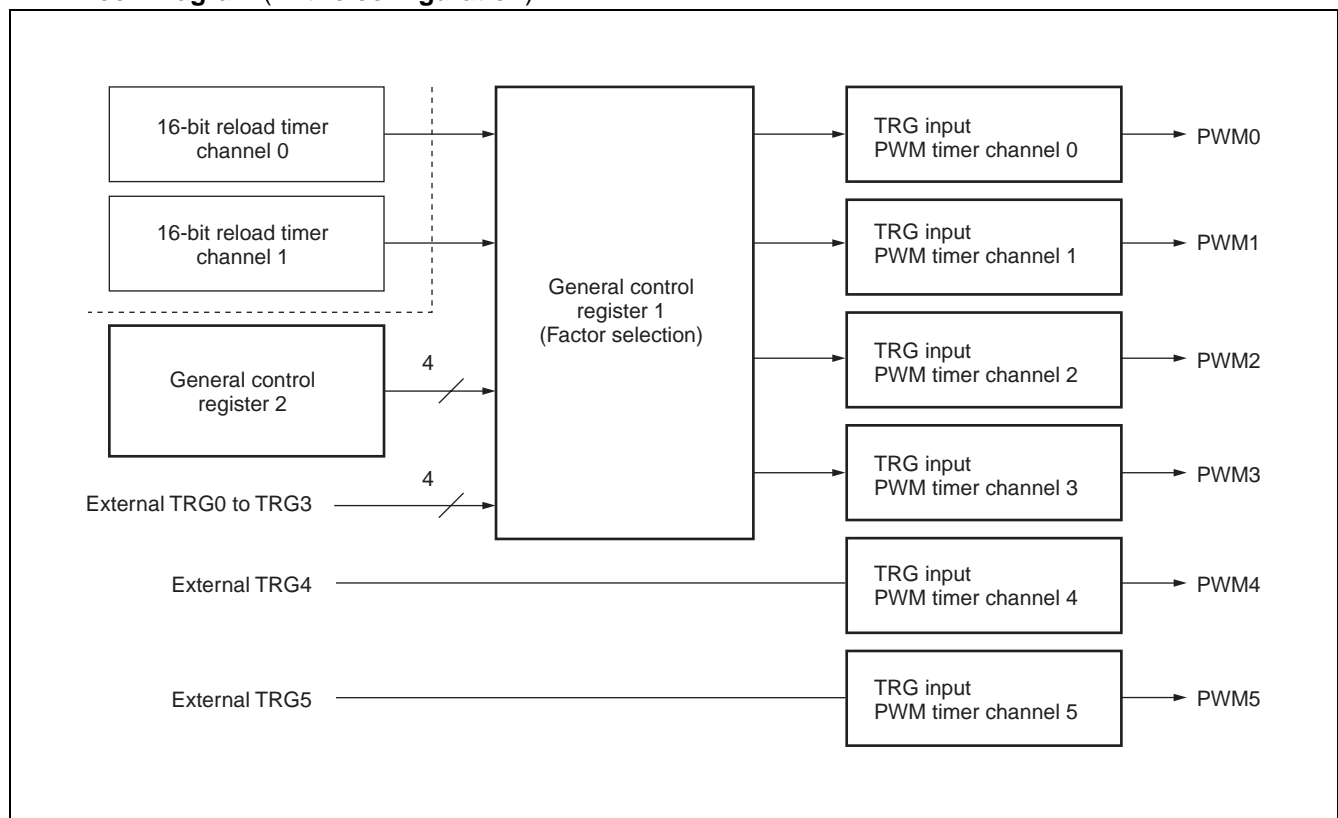 16-bit reload timer
channel 0
16-bit reload timer
channel 1
General control
register 2
4
External TRG0 to TRG3
4
External TRG4
External TRG5
General control
register 1
(Factor selection)
TRG input
PWM timer channel 0
PWM0
TRG input
PWM timer channel 1
PWM1
TRG input
PWM timer channel 2
PWM2
TRG input
PWM timer channel 3
PWM3
TRG input
PWM timer channel 4
PWM4
TRG input
PWM timer channel 5
PWM5